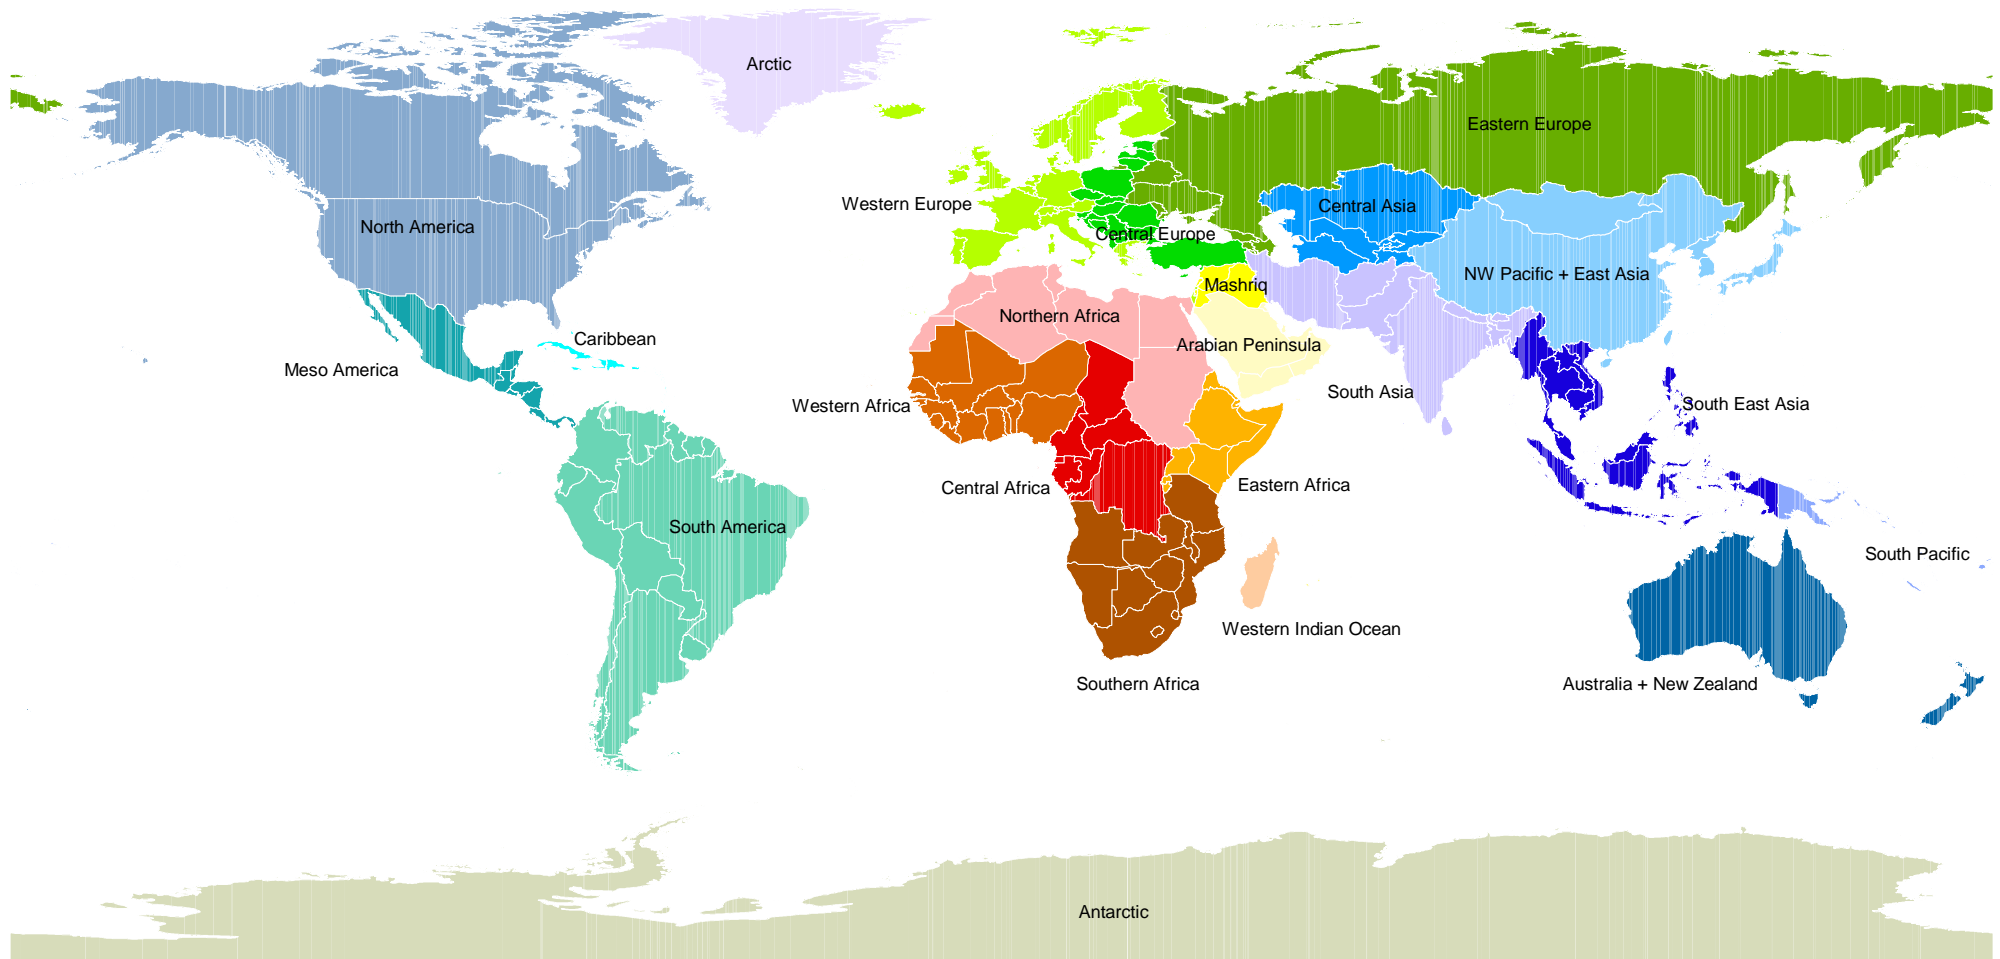 Arctic
Eastern Europe
Western Europe
Central Asia
North America
Central Europe
NW Pacific + East Asia
Mashriq
Northern Africa
Caribbean
Arabian Peninsula
Meso America
South Asia
Western Africa
South East Asia
Central Africa
Eastern Africa
South America
South Pacific
Western Indian Ocean
Southern Africa
Australia + New Zealand
Antarctic